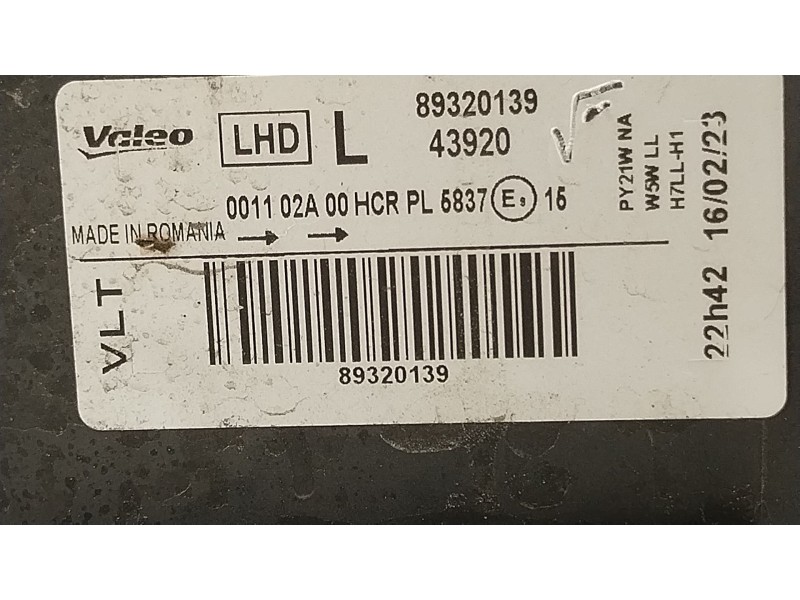 Valeo LHD L 89320139
43920
0011 02A 00 HCR PL 5837 E9 15
MADE IN ROMANIA
VLT
89320139
PY21W NA
W5W LL
H7LL-H1
22h42 16/02/23